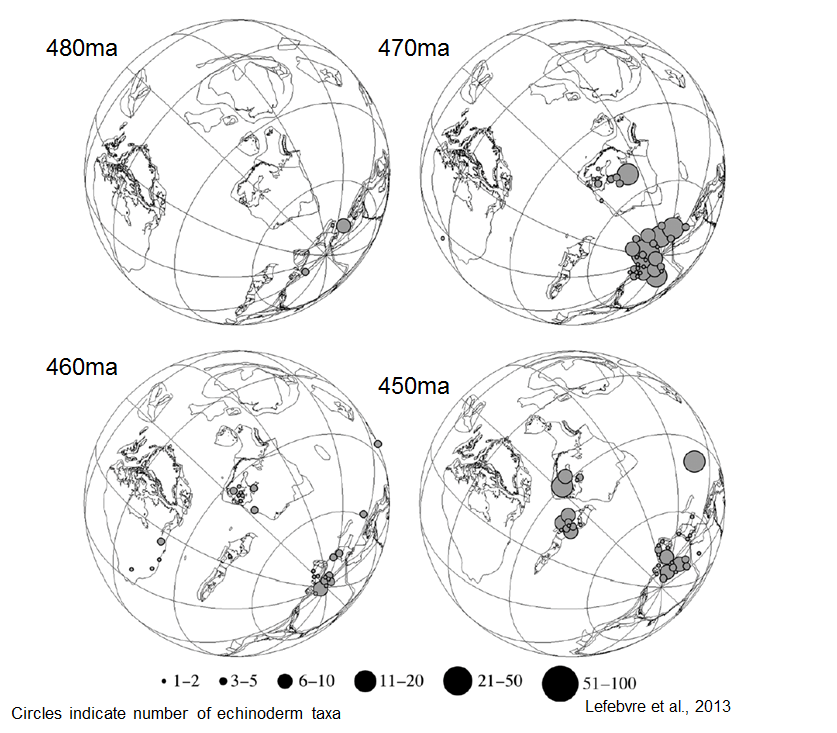 480ma
470ma
460ma
450ma
1–2 3–5 6–10 11–20 21–50 51–100
Lefebvre et al., 2013
Circles indicate number of echinoderm taxa